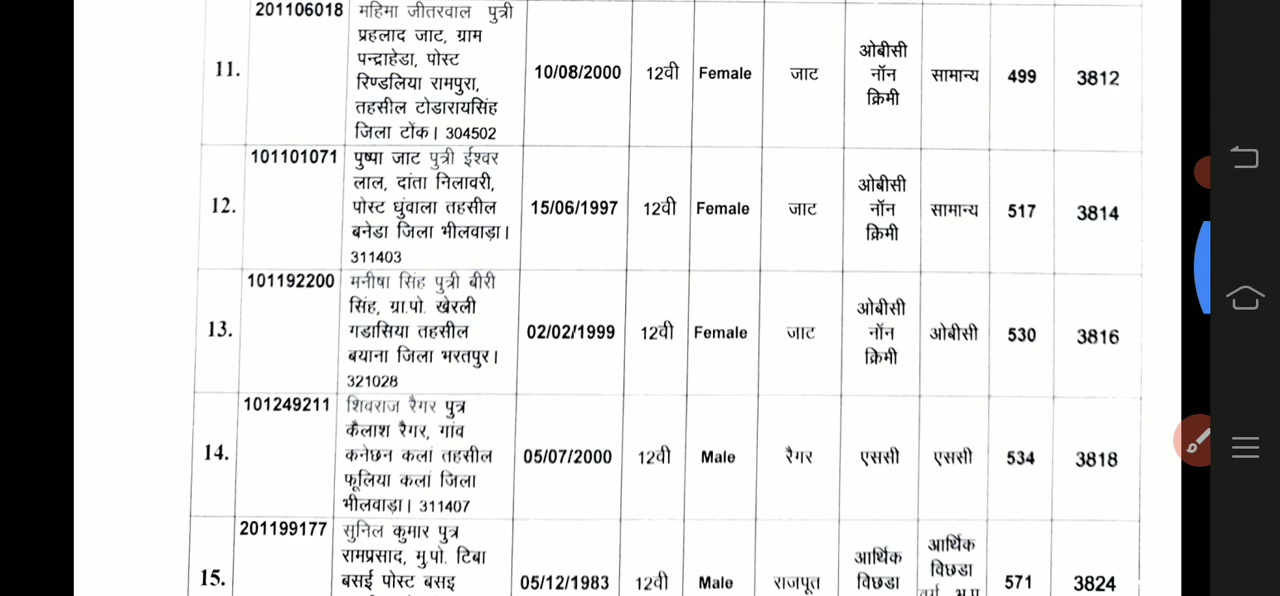 11.
201106018
महिमा जीतरवाल पुत्री
प्रहलाद जाट, ग्राम
पन्द्राहेडा, पोस्ट
रिण्डलिया रामपुरा,
तहसील टोडारायसिंह
जिला टोंक। 304502
10/08/2000
12वी
Female
जाट
ओबीसी
नॉन
क्रिमी
सामान्य
499
3812
12.
101101071
पुष्पा जाट पुत्री ईश्वर
लाल, दांता निलावरी,
पोस्ट धुंवाला तहसील
बनेडा जिला भीलवाड़ा।
311403
15/06/1997
12वी
Female
जाट
ओबीसी
नॉन
क्रिमी
सामान्य
517
3814
13.
101192200
मनीषा सिंह पुत्री बीरी
सिंह, ग्रा.पो. खेरली
गडासिया तहसील
बयाना जिला भरतपुर।
321028
02/02/1999
12वी
Female
जाट
ओबीसी
नॉन
क्रिमी
ओबीसी
530
3816
14.
101249211
शिवराज रैगर पुत्र
कैलाश रैगर, गांव
कनेछन कलां तहसील
फूलिया कलां जिला
भीलवाड़ा। 311407
05/07/2000
12वी
Male
रैगर
एससी
एससी
534
3818
15.
201199177
सुनिल कुमार पुत्र
रामप्रसाद, मु.पो. टिबा
बसई पोस्ट बसइ
05/12/1983
12वी
Male
राजपूत
आर्थिक
विछडा
आर्थिक
विछडा
571
3824